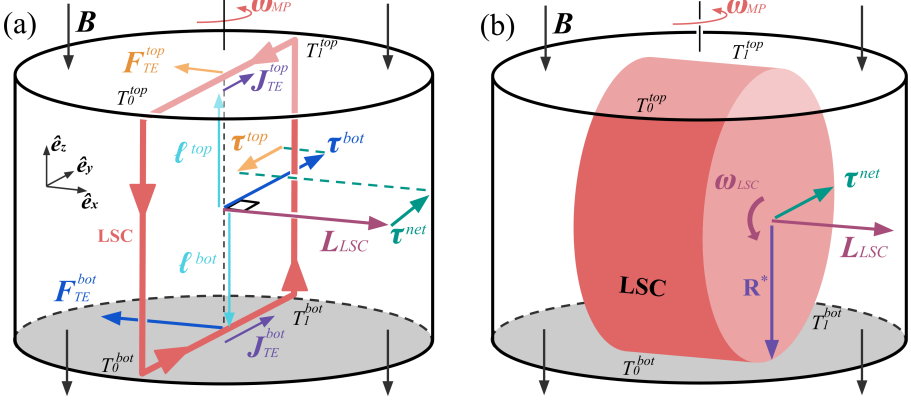 (a)
B
ω_MP
F_TE^top
T_1^top
J_TE^top
T_0^top
ℓ^top
τ^top
τ^bot
ê_z
ê_y
ê_x
LSC
L_LSC
τ^net
ℓ^bot
F_TE^bot
T_1^bot
J_TE^bot
T_0^bot
(b)
B
ω_MP
T_1^top
T_0^top
ω_LSC
τ^net
L_LSC
LSC
R*
T_1^bot
T_0^bot